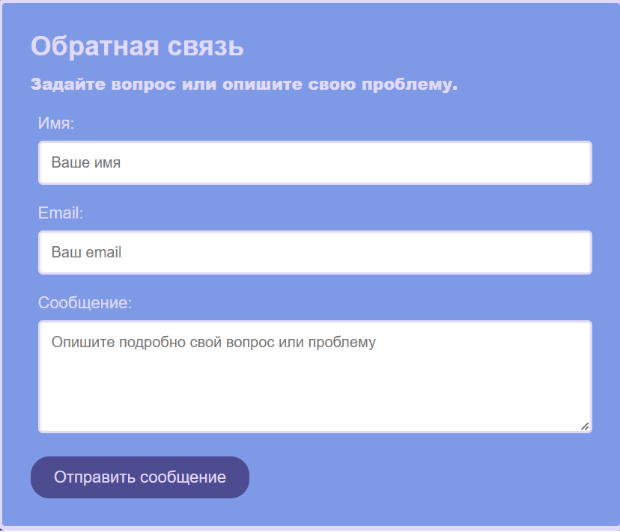 Обратная связь
Задайте вопрос или опишите свою проблему.
Имя:
Ваше имя
Email:
Ваш email
Сообщение:
Опишите подробно свой вопрос или проблему
Отправить сообщение